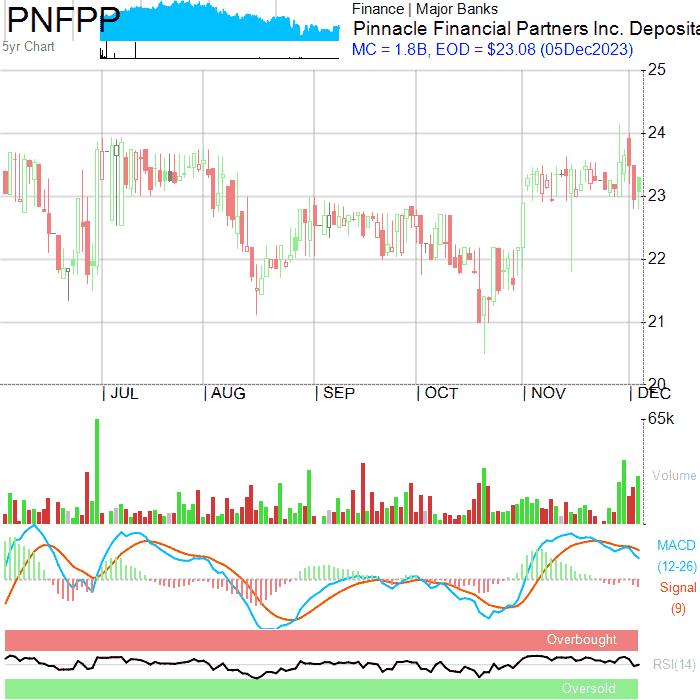 PNFPP
5yr Chart
Finance | Major Banks
Pinnacle Financial Partners Inc. Deposita
MC = 1.8B, EOD = $23.08 (05Dec2023)
25
24
23
22
21
20
JUL AUG SEP OCT NOV DEC
65k
Volume
MACD
(12-26)
Signal
(9)
Overbought
RSI(14)
Oversold